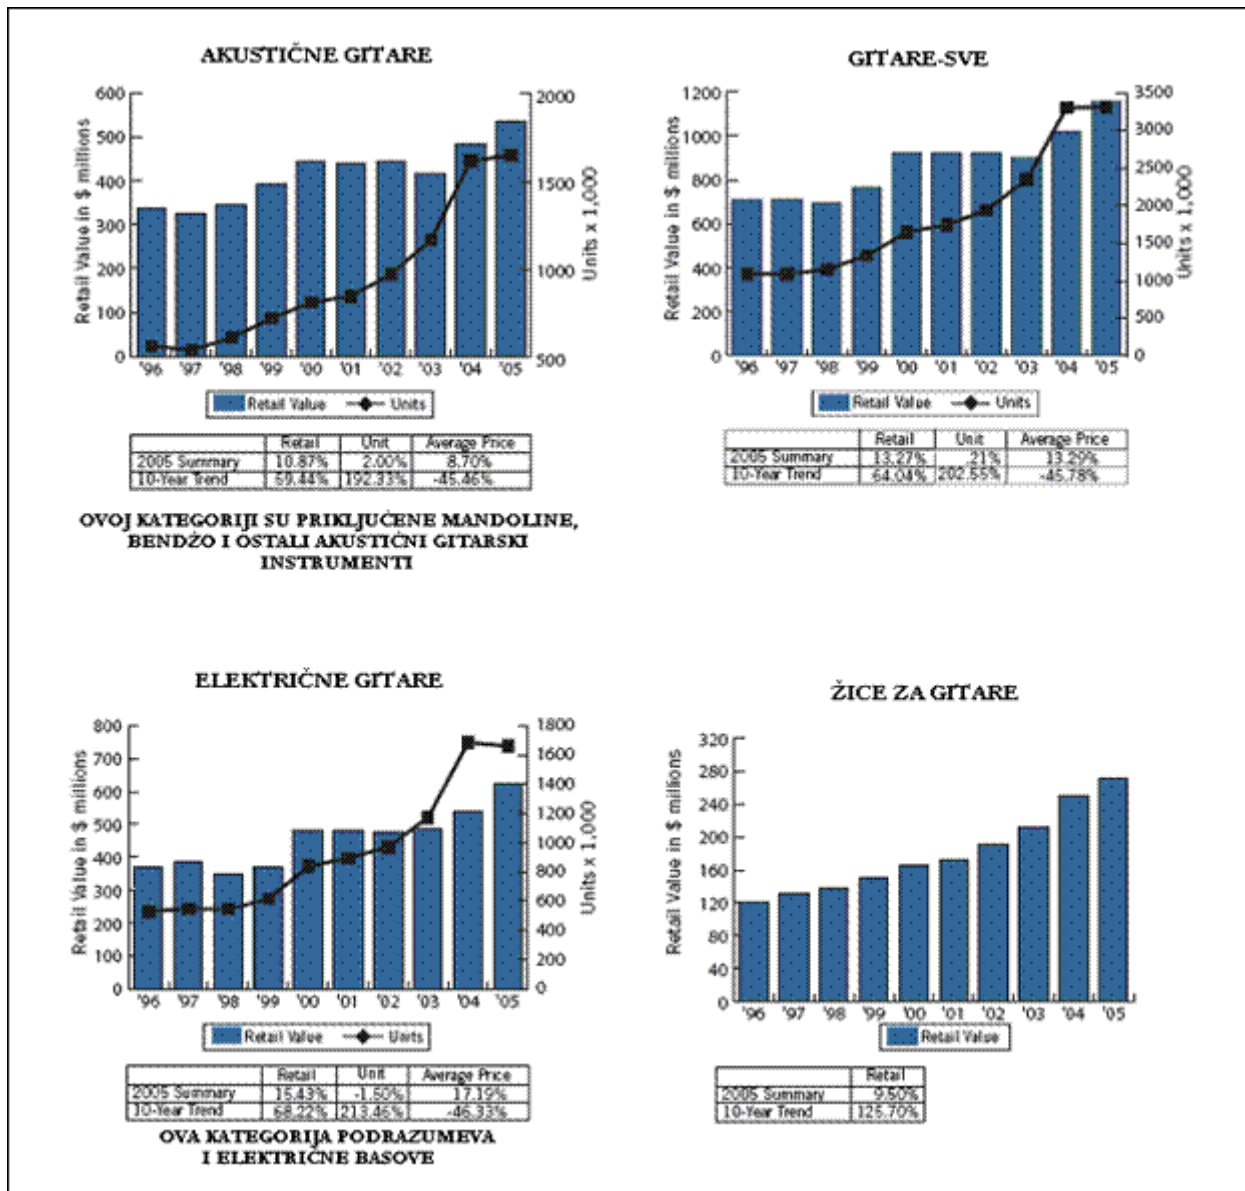 AKUSTIČNE GITARE
600
500
400
300
200
100
0
Retail Value in $ millions
2000
1500
1000
500
Units x 1,000
'96 '97 '98 '99 '00 '01 '02 '03 '04 '05
Retail Value Units
Retail Unit Average Price
2005 Summary 10.87% 2.00% 8.70%
10-Year Trend 59.44% 192.33% -45.46%
OVOJ KATEGORIJI SU PRIKLJUČENE MANDOLINE,
BENDŽO I OSTALI AKUSTIČNI GITARSKI
INSTRUMENTI
GITARE-SVE
1200
1000
800
600
400
200
0
Retail Value in $ millions
3500
3000
2500
2000
1500
1000
500
0
Units x 1,000
'96 '97 '98 '99 '00 '01 '02 '03 '04 '05
Retail Value Units
Retail Unit Average Price
2005 Summary 13.27% .21% 13.29%
10-Year Trend 64.04% 202.55% -45.78%
ELEKTRIČNE GITARE
800
700
600
500
400
300
200
100
0
Retail Value in $ millions
1800
1600
1400
1200
1000
800
600
400
200
0
Units x 1,000
'96 '97 '98 '99 '00 '01 '02 '03 '04 '05
Retail Value Units
Retail Unit Average Price
2005 Summary 15.43% -1.50% 17.19%
10-Year Trend 68.22% 213.46% -46.33%
OVA KATEGORIJA PODRAZUMEVA
I ELEKTRIČNE BASOVE
ŽICE ZA GITARE
320
280
240
200
160
120
80
40
0
Retail Value in $ millions
'96 '97 '98 '99 '00 '01 '02 '03 '04 '05
Retail Value
Retail
2005 Summary 9.50%
10-Year Trend 125.70%